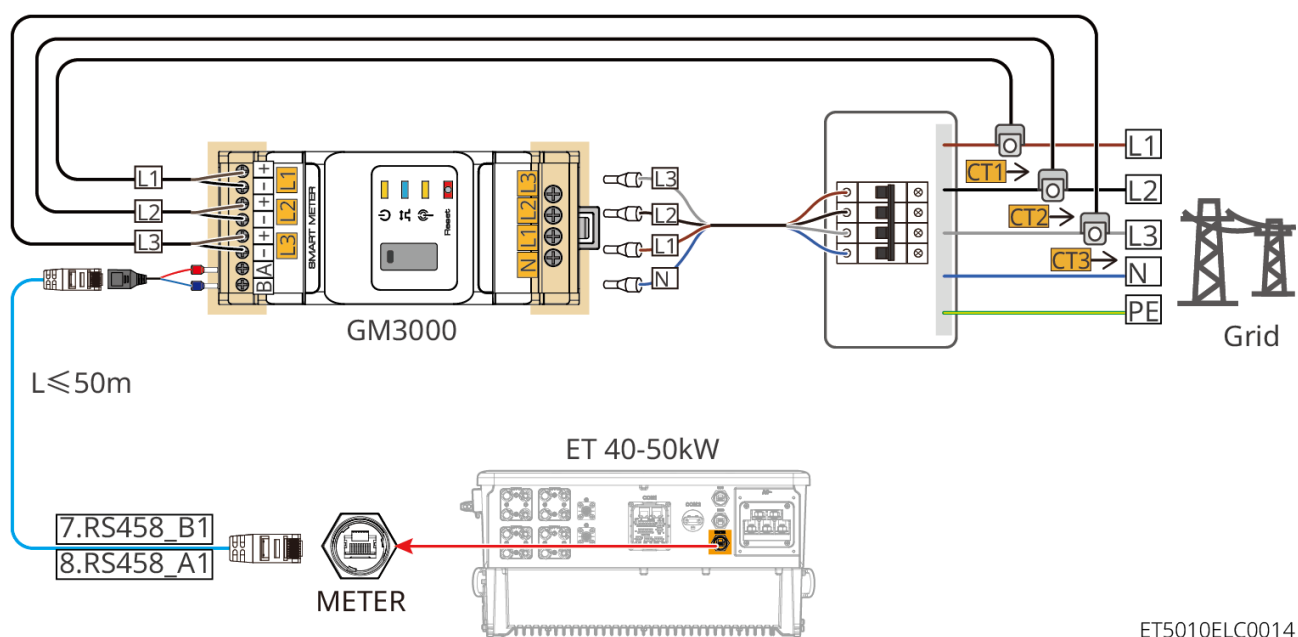 L1
L2
L3
+
-
+
-
+
-
A
B
L1
L2
L3
SMART METER
Reset
L3
L2
L1
N
GM3000
L3
L2
L1
N
CT1
CT2
CT3
L1
L2
L3
N
PE
Grid
L≤50m
ET 40-50kW
7.RS458_B1
8.RS458_A1
METER
ET5010ELC0014